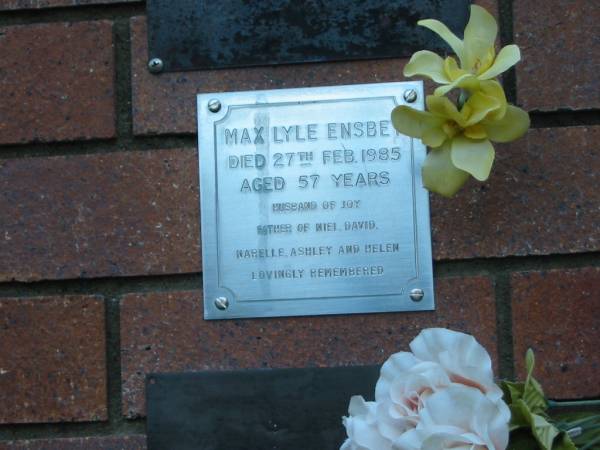 MAX LYLE ENSBEY
DIED 27TH FEB. 1985
AGED 57 YEARS
HUSBAND OF JOY
FATHER OF NIEL, DAVID,
NARELLE, ASHLEY AND HELEN
LOVINGLY REMEMBERED